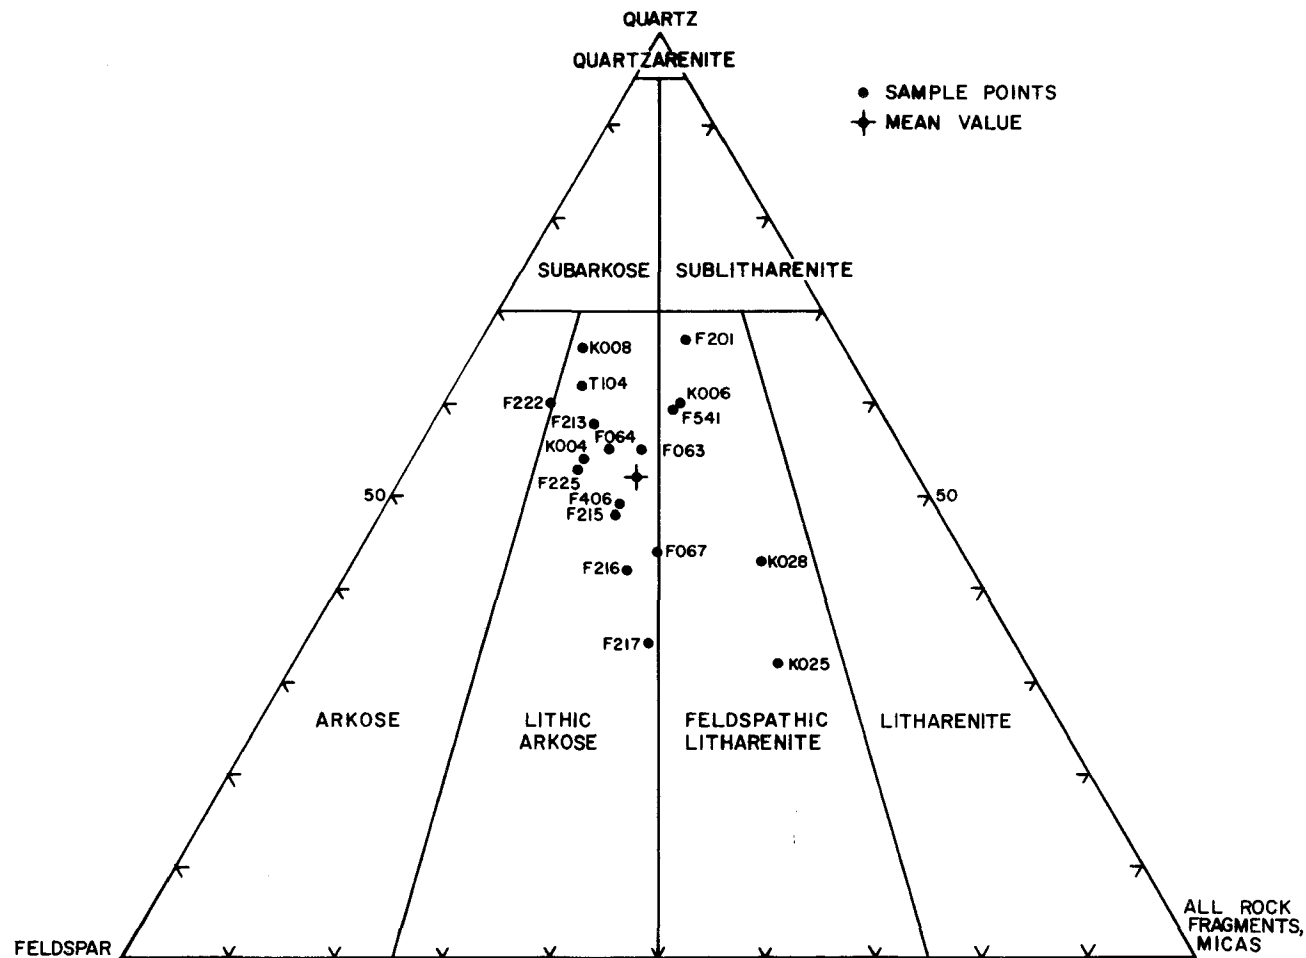 QUARTZ
QUARTZARENITE
SAMPLE POINTS
MEAN VALUE
SUBARKOSE
SUBLITHARENITE
K008
F201
T104
F222
K006
F541
F213
F064
K004
F063
F225
50
50
F406
F215
F067
K028
F216
F217
K025
ARKOSE
LITHIC
ARKOSE
FELDSPATHIC
LITHARENITE
LITHARENITE
FELDSPAR
ALL ROCK
FRAGMENTS,
MICAS